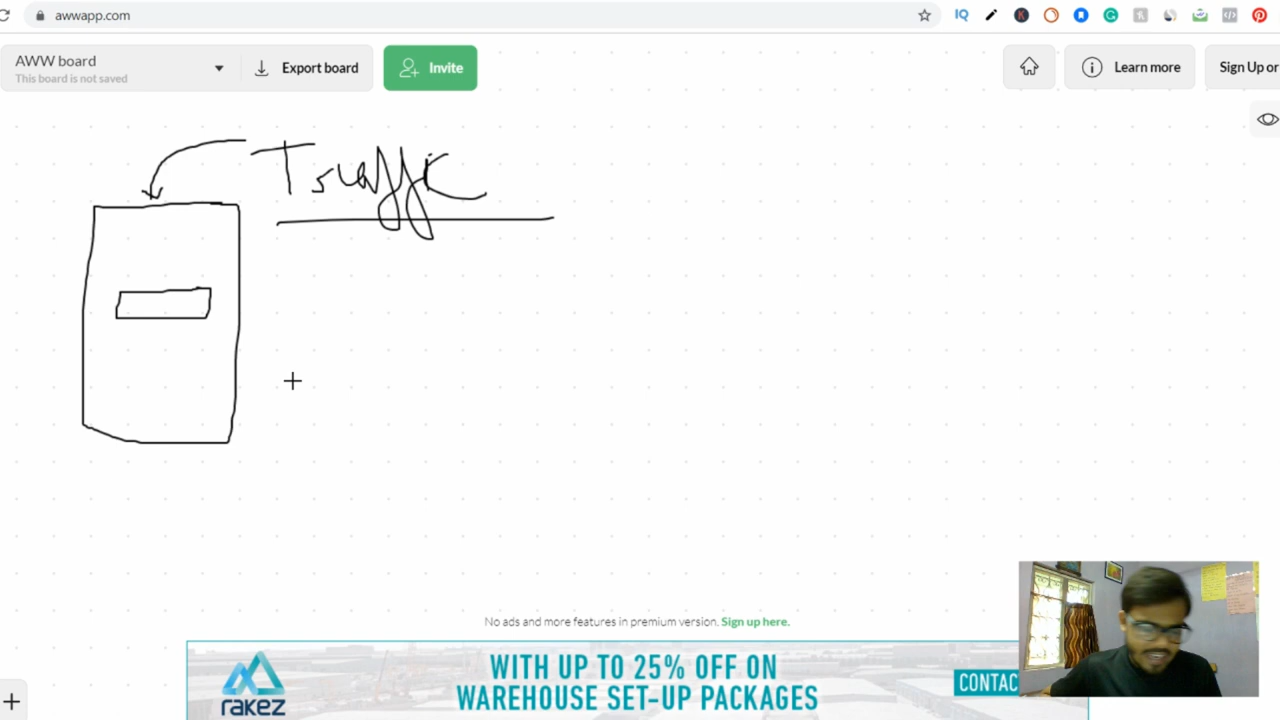 awwapp.com
AWW board
This board is not saved
Export board
Invite
Learn more
Sign Up or
Traffic
No ads and more features in premium version. Sign up here.
rakez
WITH UP TO 25% OFF ON
WAREHOUSE SET-UP PACKAGES
CONTAC